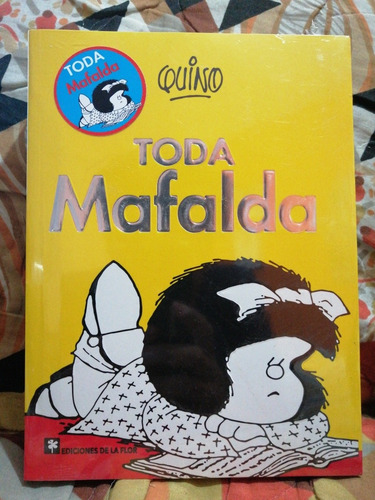 TODA
Mafalda
QUINO
TODA
Mafalda
EDICIONES DE LA FLOR